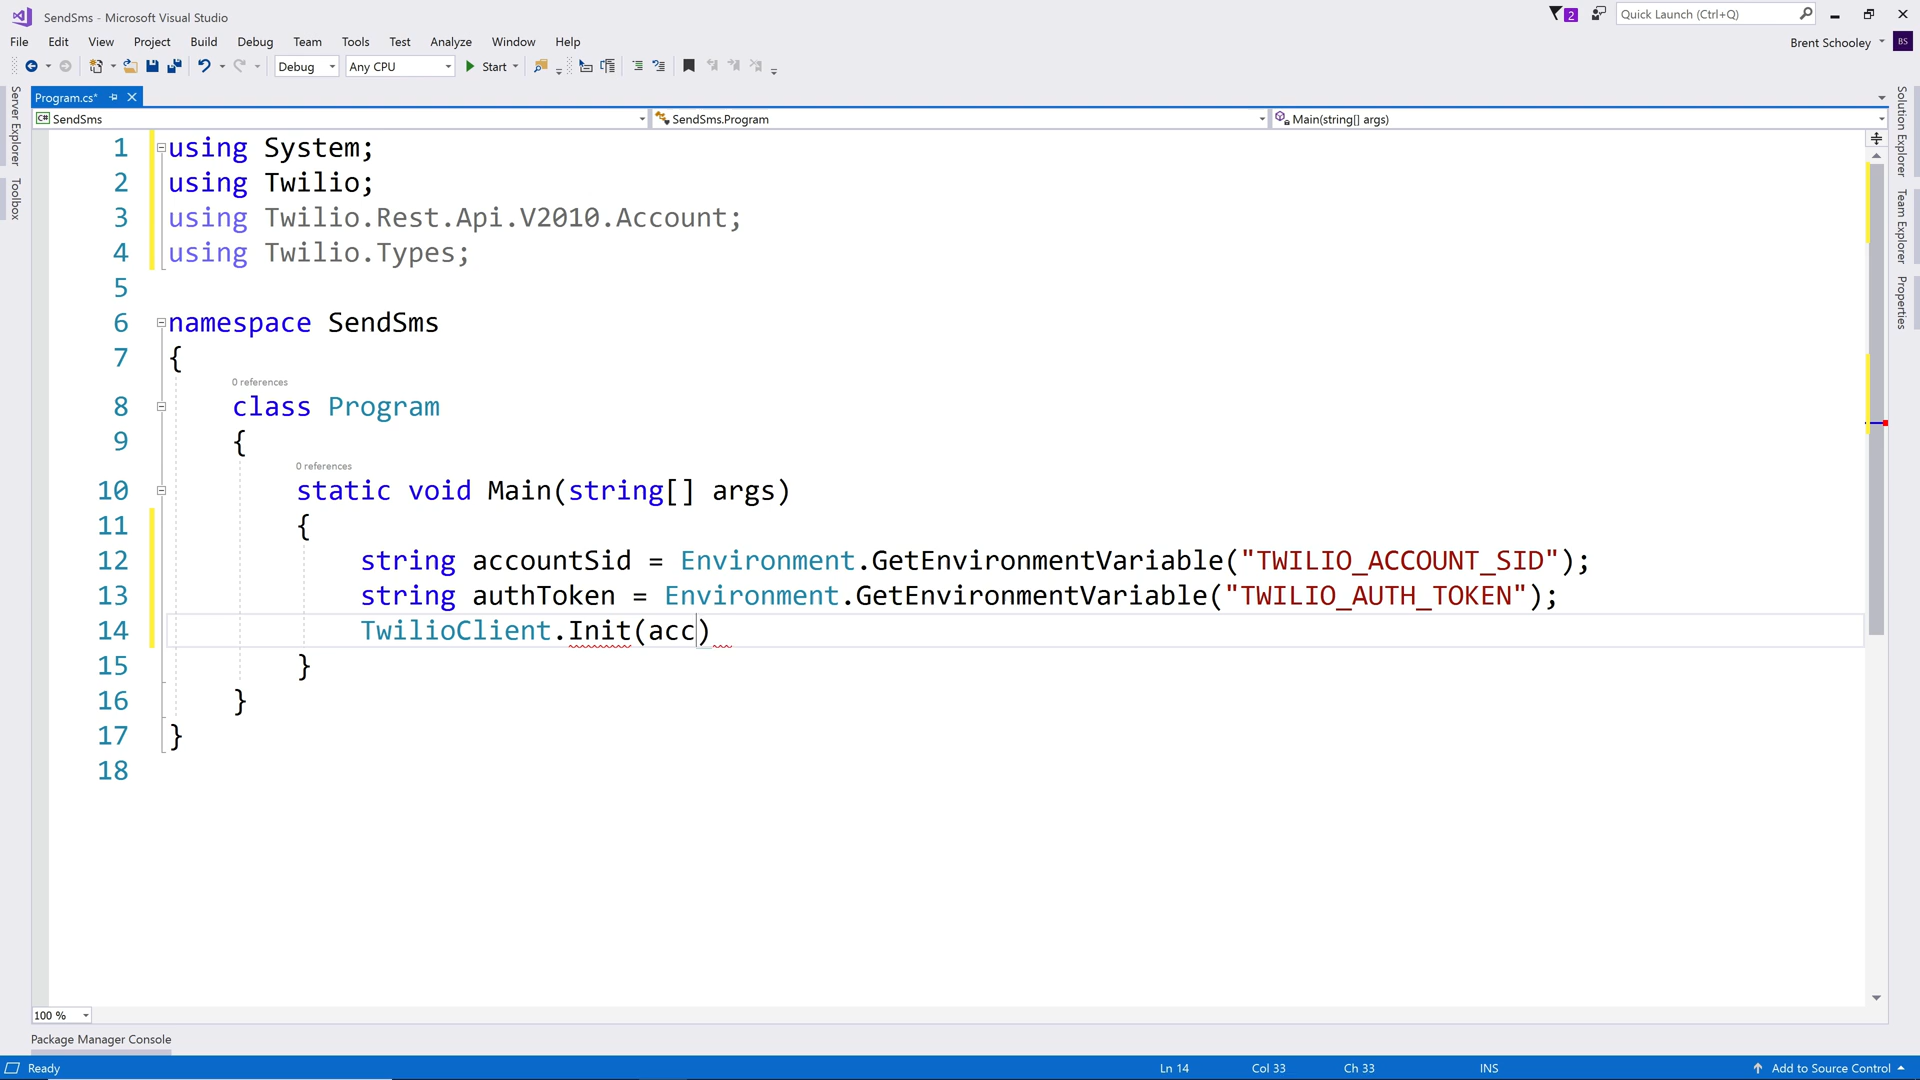 SendSms - Microsoft Visual Studio
2
Quick Launch (Ctrl+Q)
File Edit View Project Build Debug Team Tools Test Analyze Window Help
Brent Schooley BS
Debug Any CPU Start
Server Explorer
Toolbox
Program.cs*
C# SendSms
SendSms.Program
Main(string[] args)
Solution Explorer
Team Explorer
Properties
1 using System;
2 using Twilio;
3 using Twilio.Rest.Api.V2010.Account;
4 using Twilio.Types;
5
6 namespace SendSms
7 {
0 references
8 class Program
9 {
0 references
10 static void Main(string[] args)
11 {
12 string accountSid = Environment.GetEnvironmentVariable("TWILIO_ACCOUNT_SID");
13 string authToken = Environment.GetEnvironmentVariable("TWILIO_AUTH_TOKEN");
14 TwilioClient.Init(acc)
15 }
16 }
17 }
18
100 %
Package Manager Console
Ready
Ln 14 Col 33 Ch 33 INS
Add to Source Control